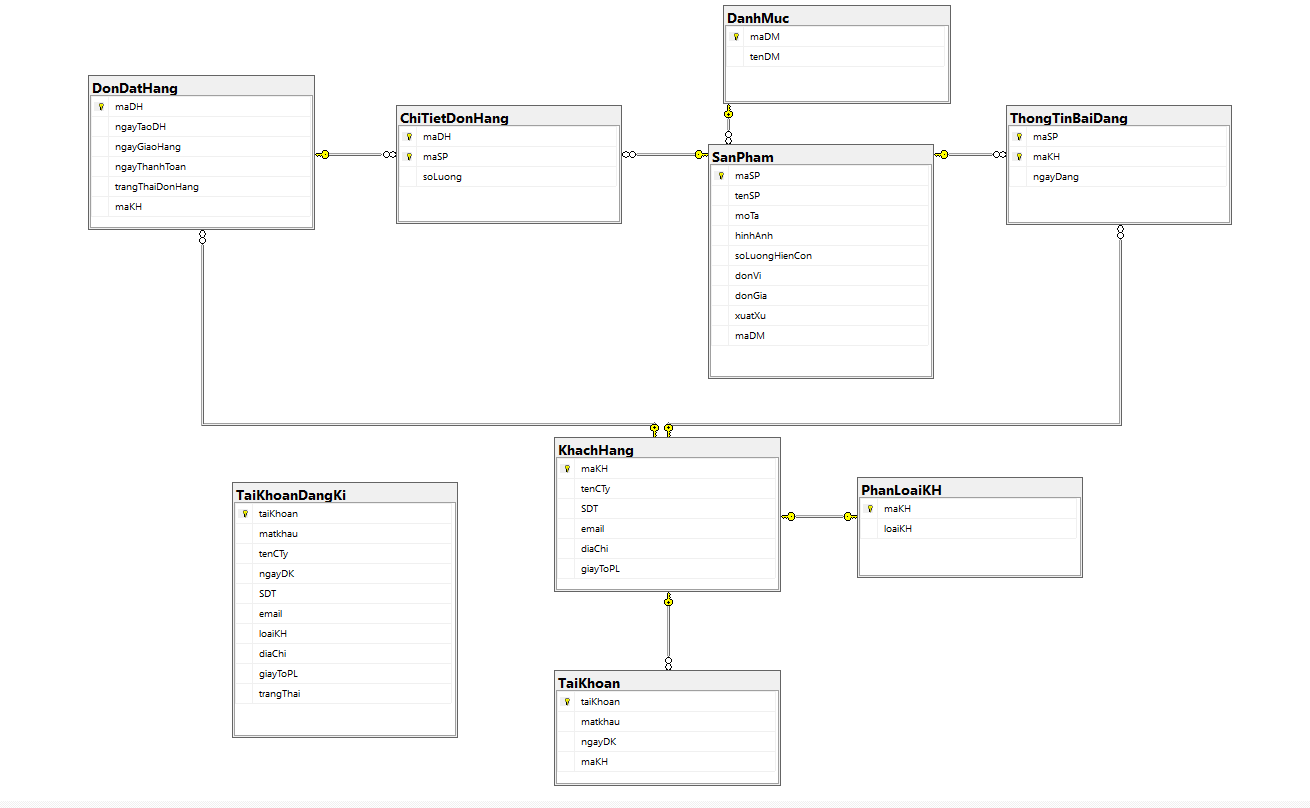 DanhMuc
maDM
tenDM
DonDatHang
maDH
ngayTaoDH
ngayGiaoHang
ngayThanhToan
trangThaiDonHang
maKH
ChiTietDonHang
maDH
maSP
soLuong
SanPham
maSP
tenSP
moTa
hinhAnh
soLuongHienCon
donVi
donGia
xuatXu
maDM
ThongTinBaiDang
maSP
maKH
ngayDang
KhachHang
maKH
tenCTy
SDT
email
diaChi
giayToPL
PhanLoaiKH
maKH
loaiKH
TaiKhoanDangKi
taiKhoan
matkhau
tenCTy
ngayDK
SDT
email
loaiKH
diaChi
giayToPL
trangThai
TaiKhoan
taiKhoan
matkhau
ngayDK
maKH